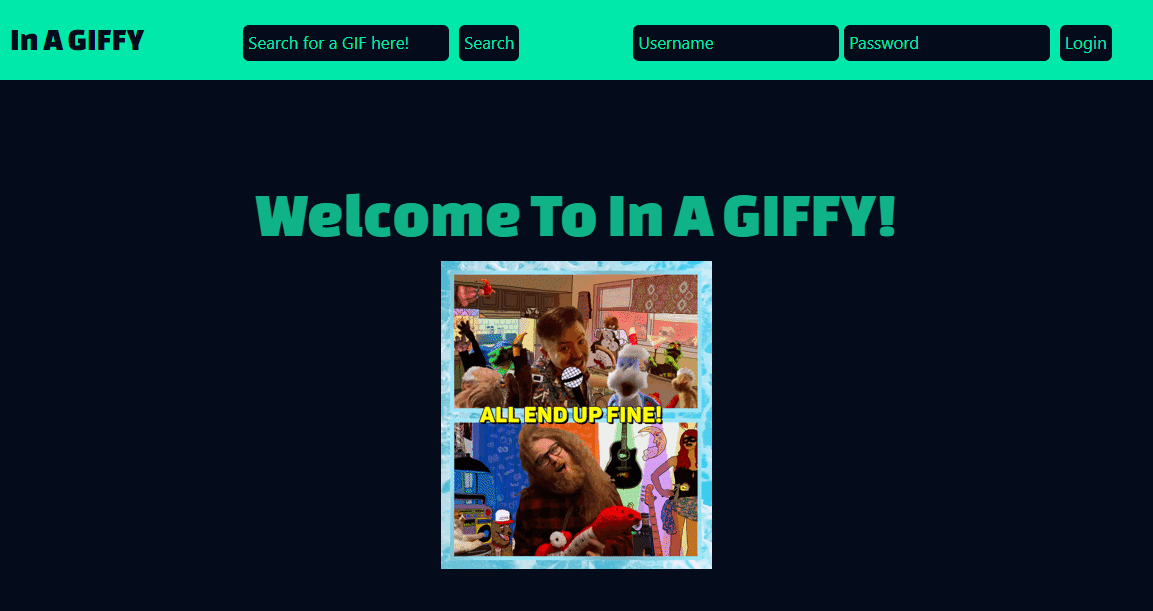 In A GIFFY
Search for a GIF here! Search
Username Password Login
Welcome To In A GIFFY!
ALL END UP FINE!